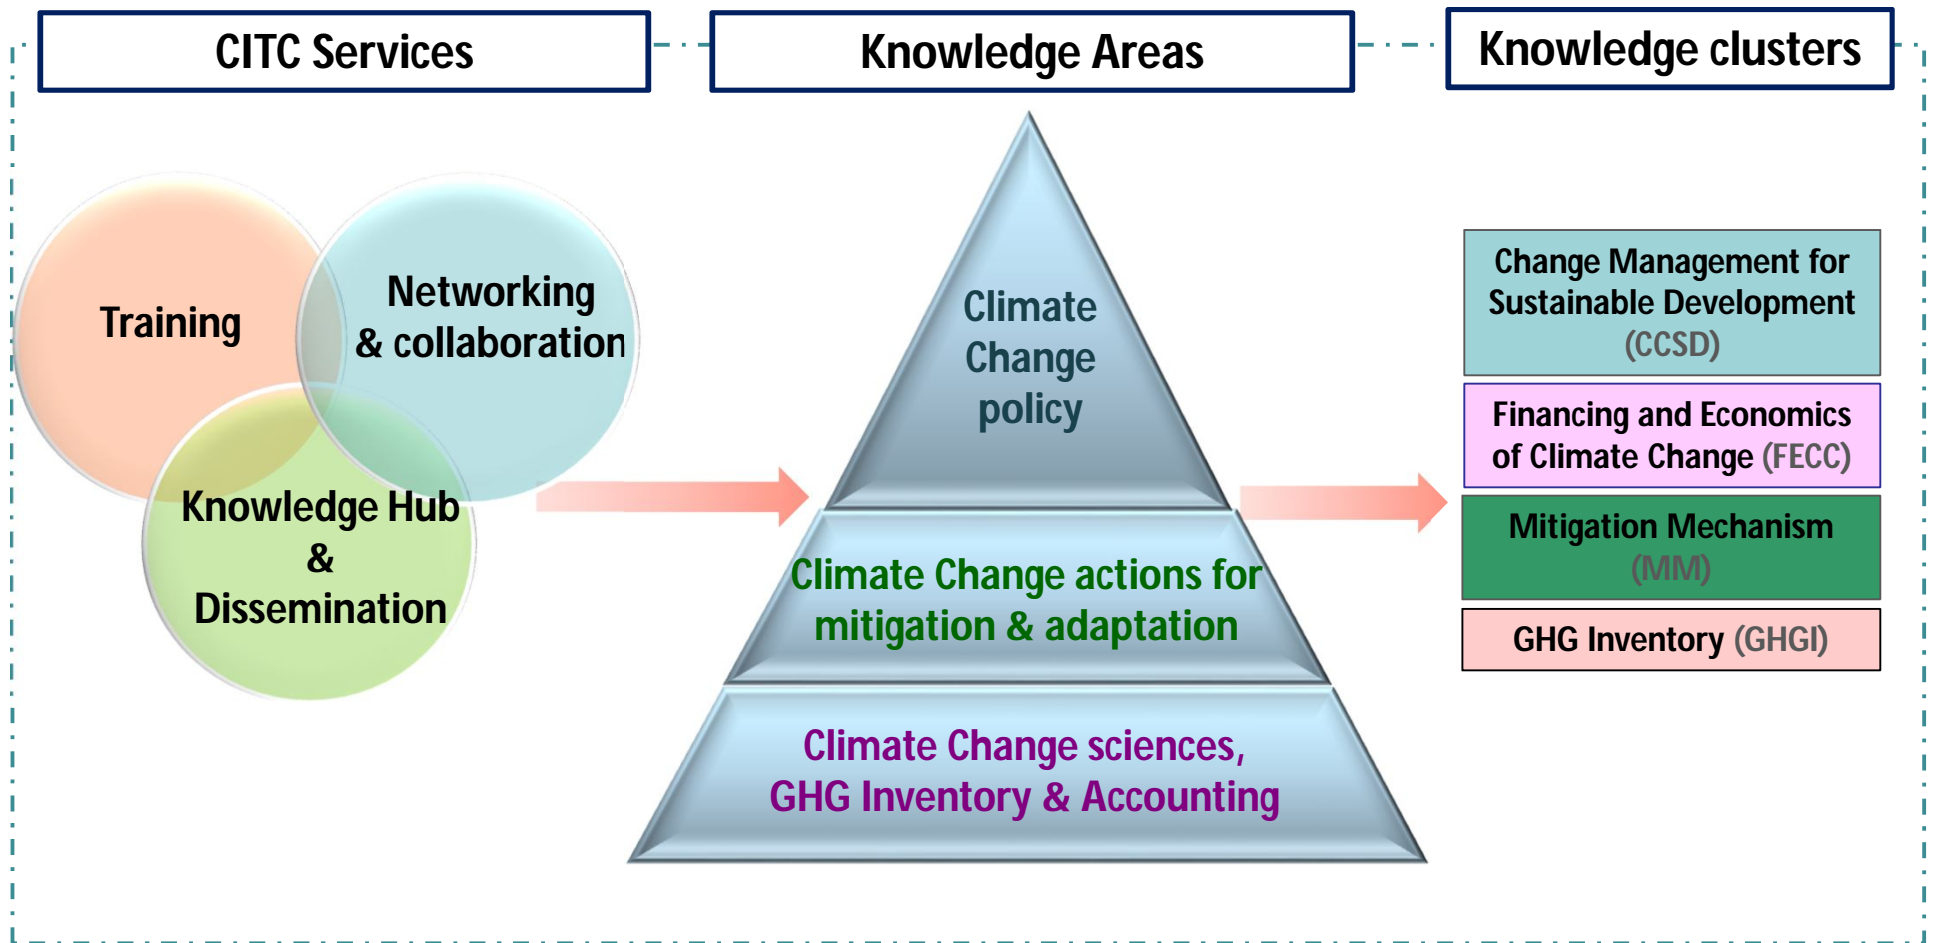 CITC Services
Knowledge Areas
Knowledge clusters
Training
Networking
& collaboration
Knowledge Hub
&
Dissemination
Climate
Change
policy
Climate Change actions for
mitigation & adaptation
Climate Change sciences,
GHG Inventory & Accounting
Change Management for
Sustainable Development
(CCSD)
Financing and Economics
of Climate Change (FECC)
Mitigation Mechanism
(MM)
GHG Inventory (GHGI)